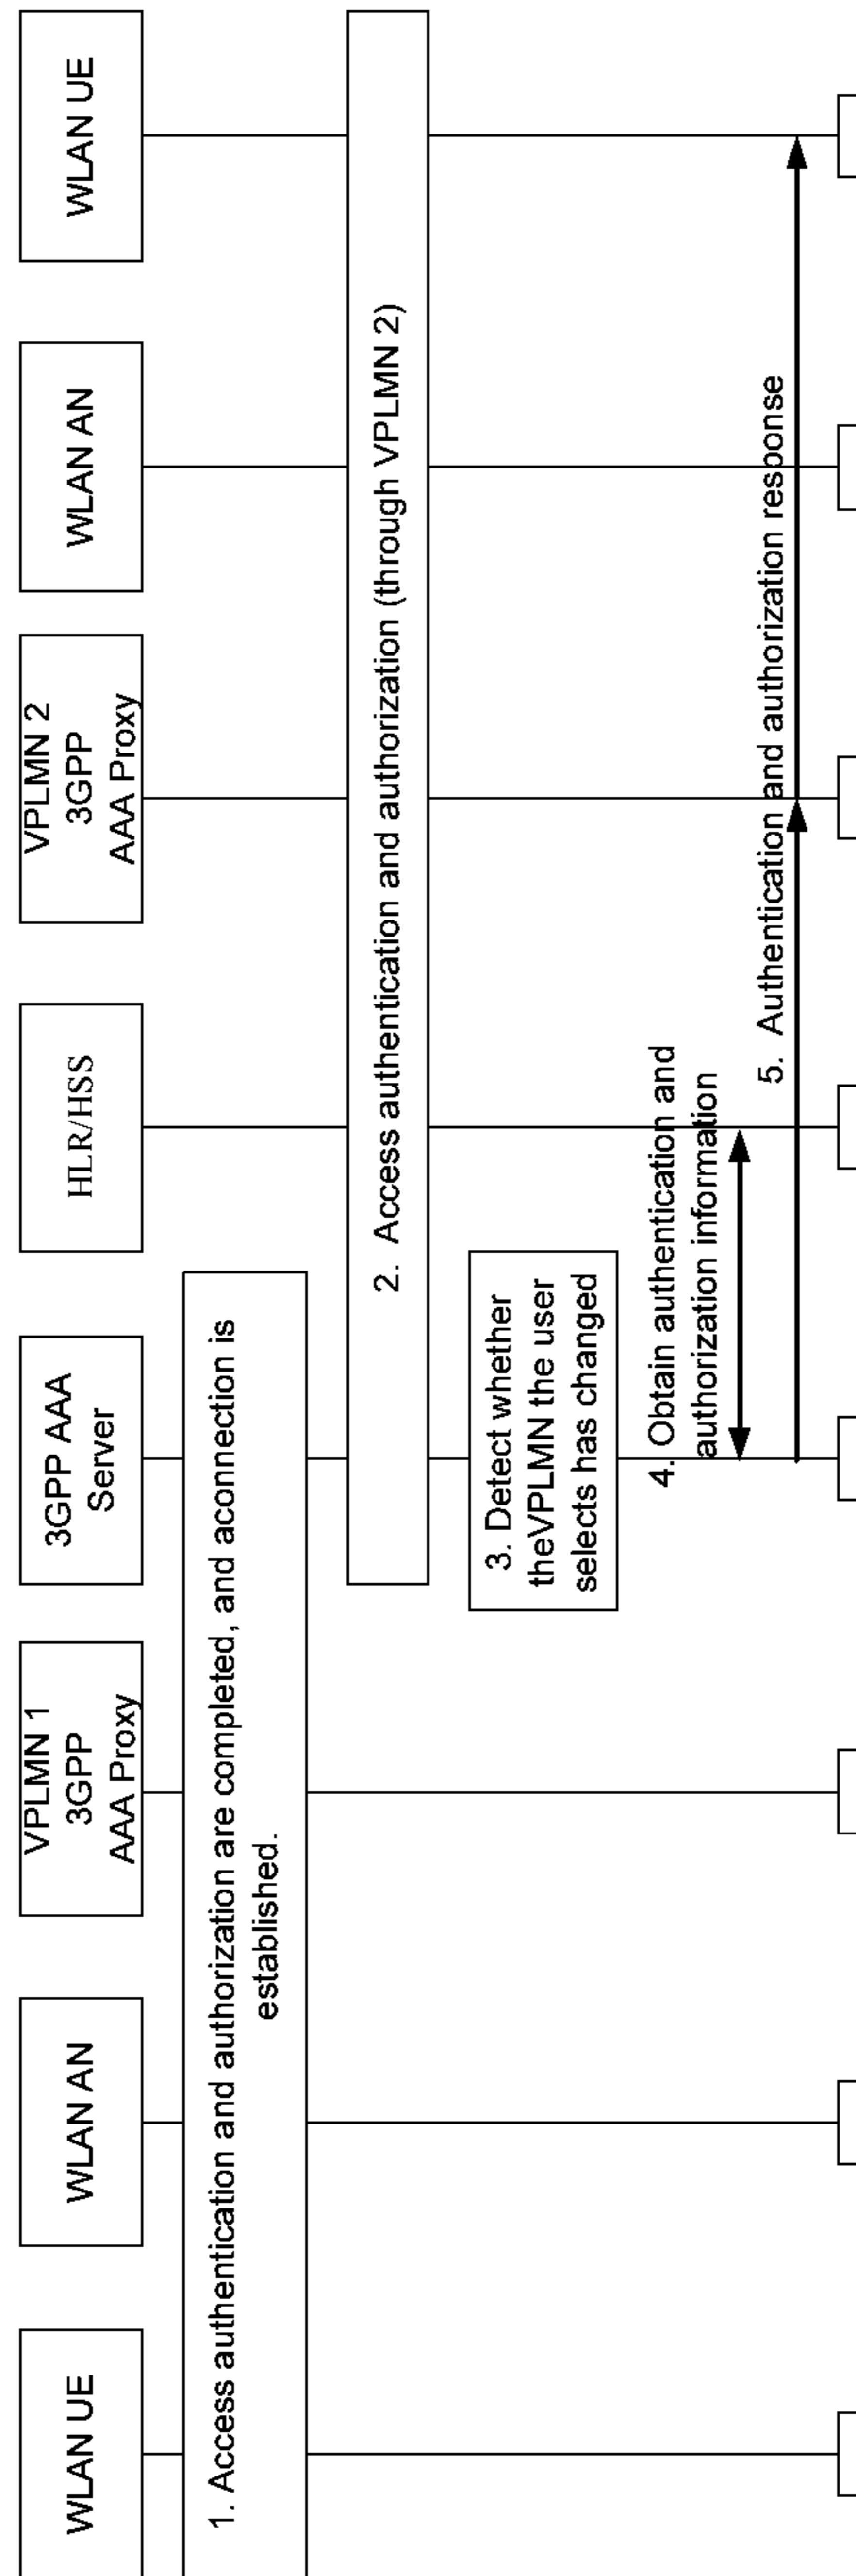 WLAN UE
WLAN AN
VPLMN 1
3GPP
AAA Proxy
3GPP AAA
Server
HLR/HSS
VPLMN 2
3GPP
AAA Proxy
WLAN AN
WLAN UE
1. Access authentication and authorization are completed, and aconnection is
established.
2. Access authentication and authorization (through VPLMN 2)
3. Detect whether
theVPLMN the user
selects has changed
4. Obtain authentication and
authorization information
5. Authentication and authorization response